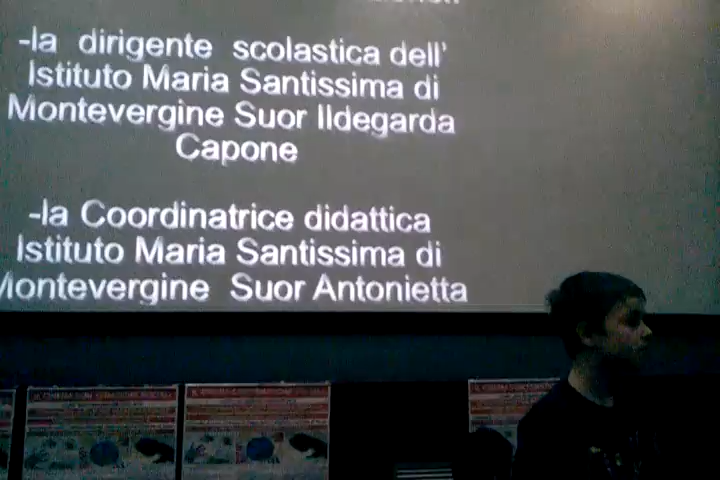 -la dirigente scolastica dell'
Istituto Maria Santissima di
Montevergine Suor Ildegarda
Capone
-la Coordinatrice didattica
Istituto Maria Santissima di
Montevergine Suor Antonietta